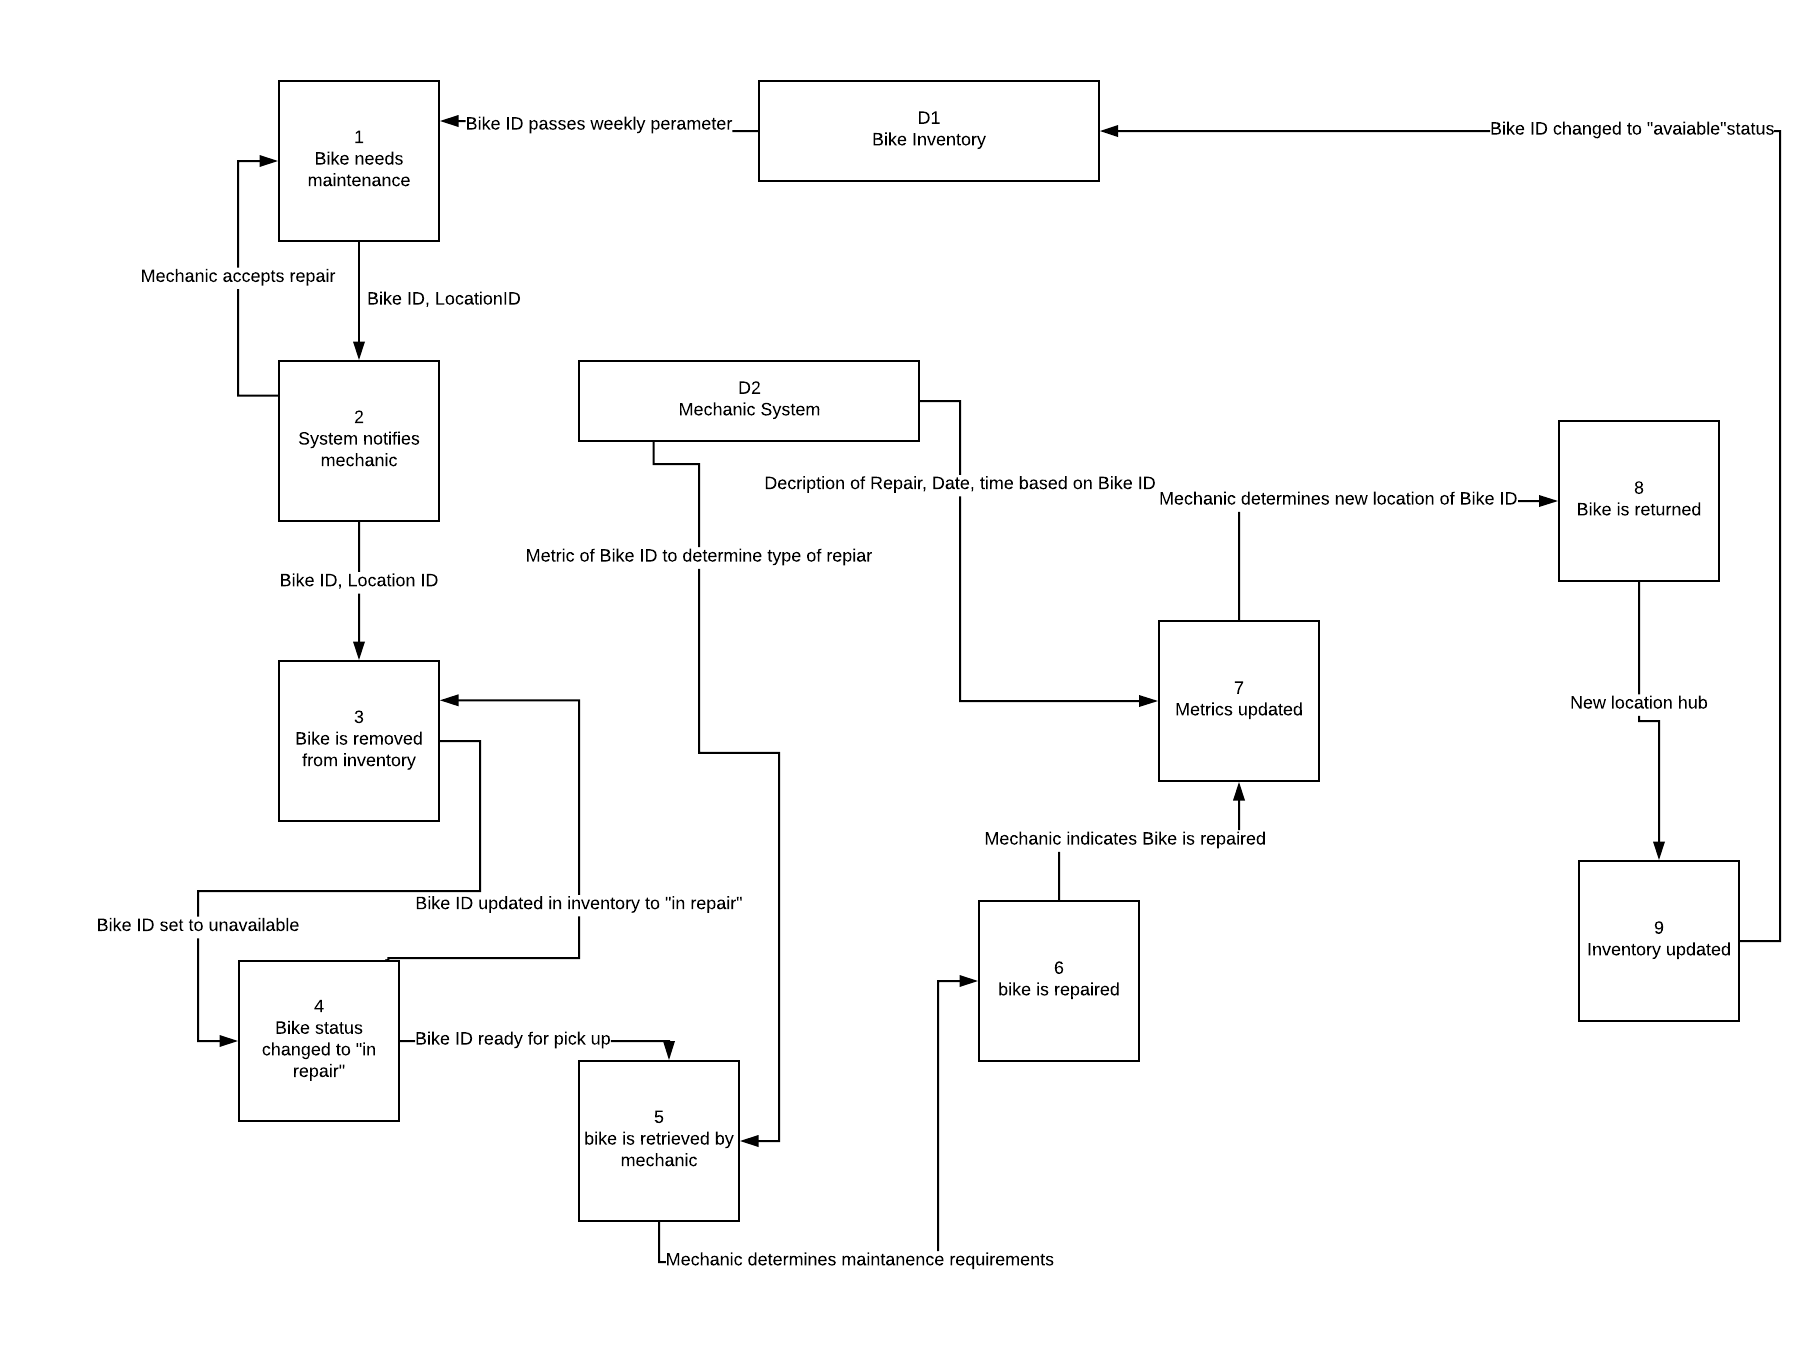 1
Bike needs
maintenance
Bike ID passes weekly perameter
D1
Bike Inventory
Bike ID changed to "avaiable"status
Mechanic accepts repair
Bike ID, LocationID
2
System notifies
mechanic
D2
Mechanic System
Decription of Repair, Date, time based on Bike ID
Mechanic determines new location of Bike ID
8
Bike is returned
Metric of Bike ID to determine type of repiar
Bike ID, Location ID
3
Bike is removed
from inventory
7
Metrics updated
New location hub
Mechanic indicates Bike is repaired
Bike ID updated in inventory to "in repair"
Bike ID set to unavailable
9
Inventory updated
6
bike is repaired
4
Bike status
changed to "in
repair"
Bike ID ready for pick up
5
bike is retrieved by
mechanic
Mechanic determines maintanence requirements